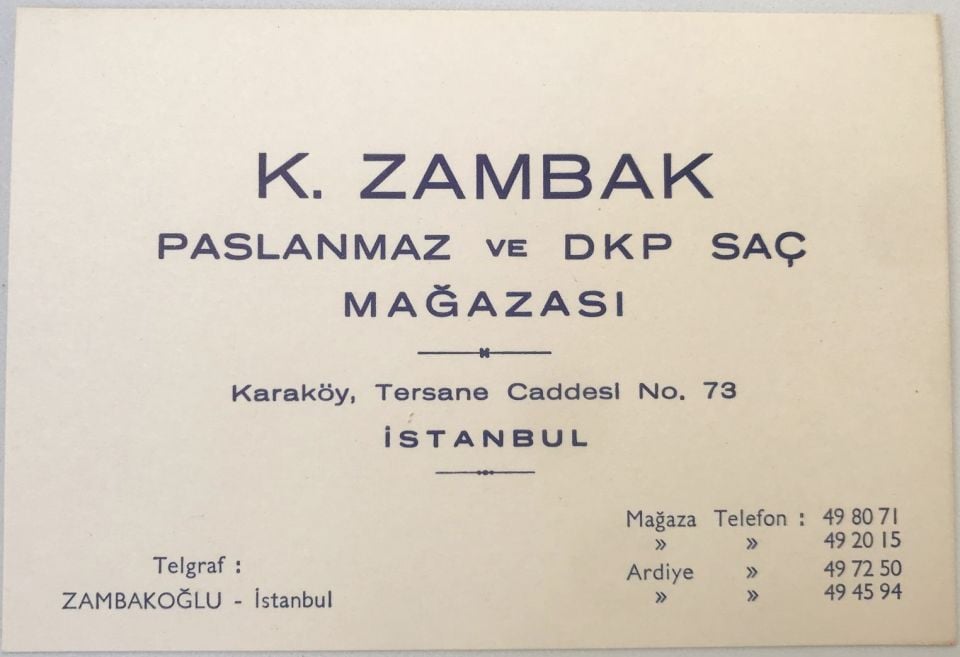 K. ZAMBAK
PASLANMAZ VE DKP SAÇ
MAĞAZASI
Karaköy, Tersane Caddesi No. 73
İSTANBUL
Mağaza Telefon : 49 80 71
» » 49 20 15
Ardiye » 49 72 50
» » 49 45 94
Telgraf :
ZAMBAKOĞLU - İstanbul